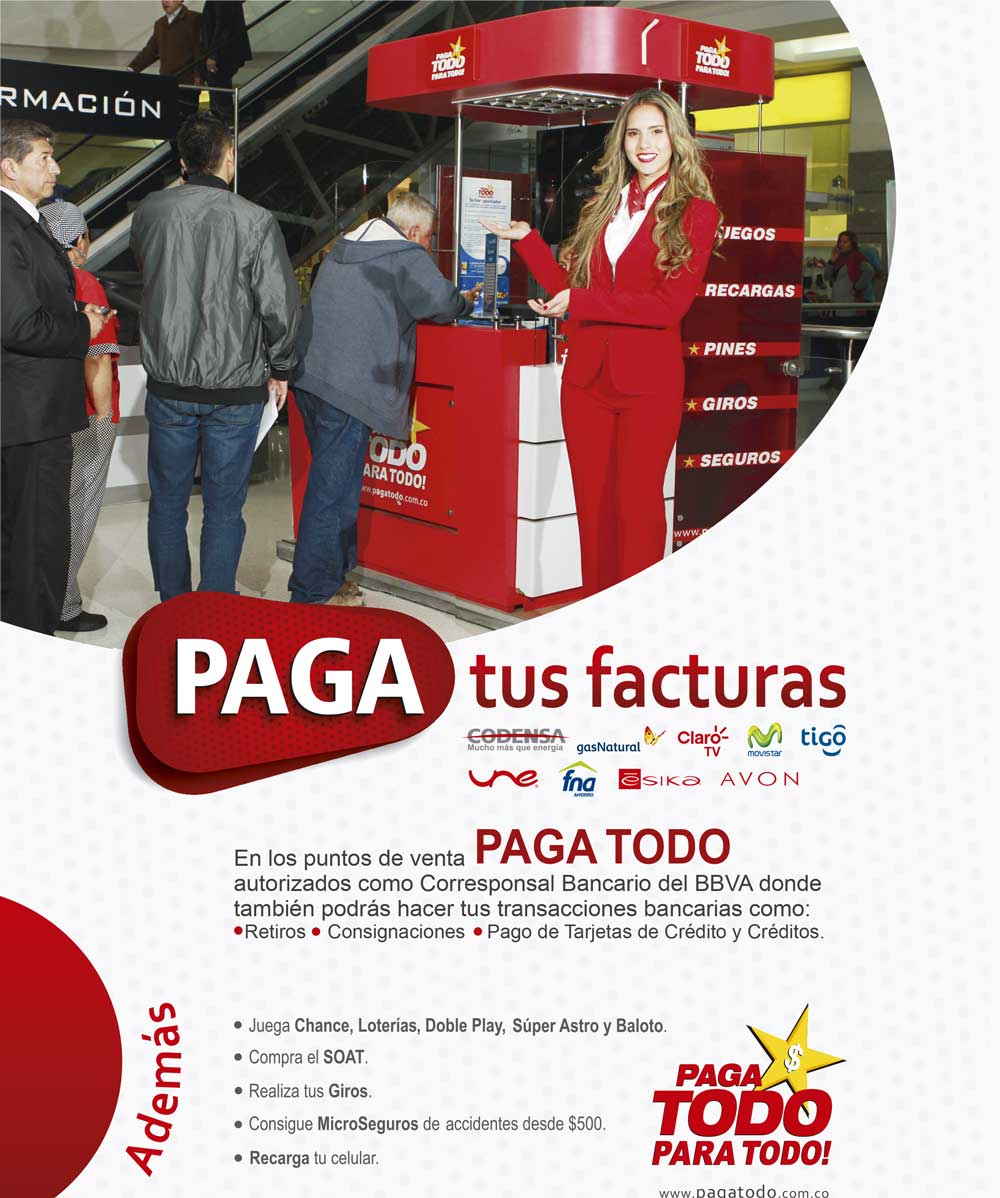 RMACIÓN
PAGA
TODO
PARA TODO!
PAGA
TODO
PARA TODO!
Señor apostador
JUEGOS
RECARGAS
PINES
GIROS
SEGUROS
TODO
PARA TODO!
www.pagatodo.com.co
PAGA tus facturas
CODENSA
Mucho más que energía
gasNatural
Claro
TV
movistar
tigo
une
fna
AHORRO
ésika
AVON
En los puntos de venta PAGA TODO
autorizados como Corresponsal Bancario del BBVA donde
también podrás hacer tus transacciones bancarias como:
•Retiros • Consignaciones • Pago de Tarjetas de Crédito y Créditos.
Además
• Juega Chance, Loterías, Doble Play, Súper Astro y Baloto.
• Compra el SOAT.
• Realiza tus Giros.
• Consigue MicroSeguros de accidentes desde $500.
• Recarga tu celular.
$
PAGA
TODO
PARA TODO!
www.pagatodo.com.co